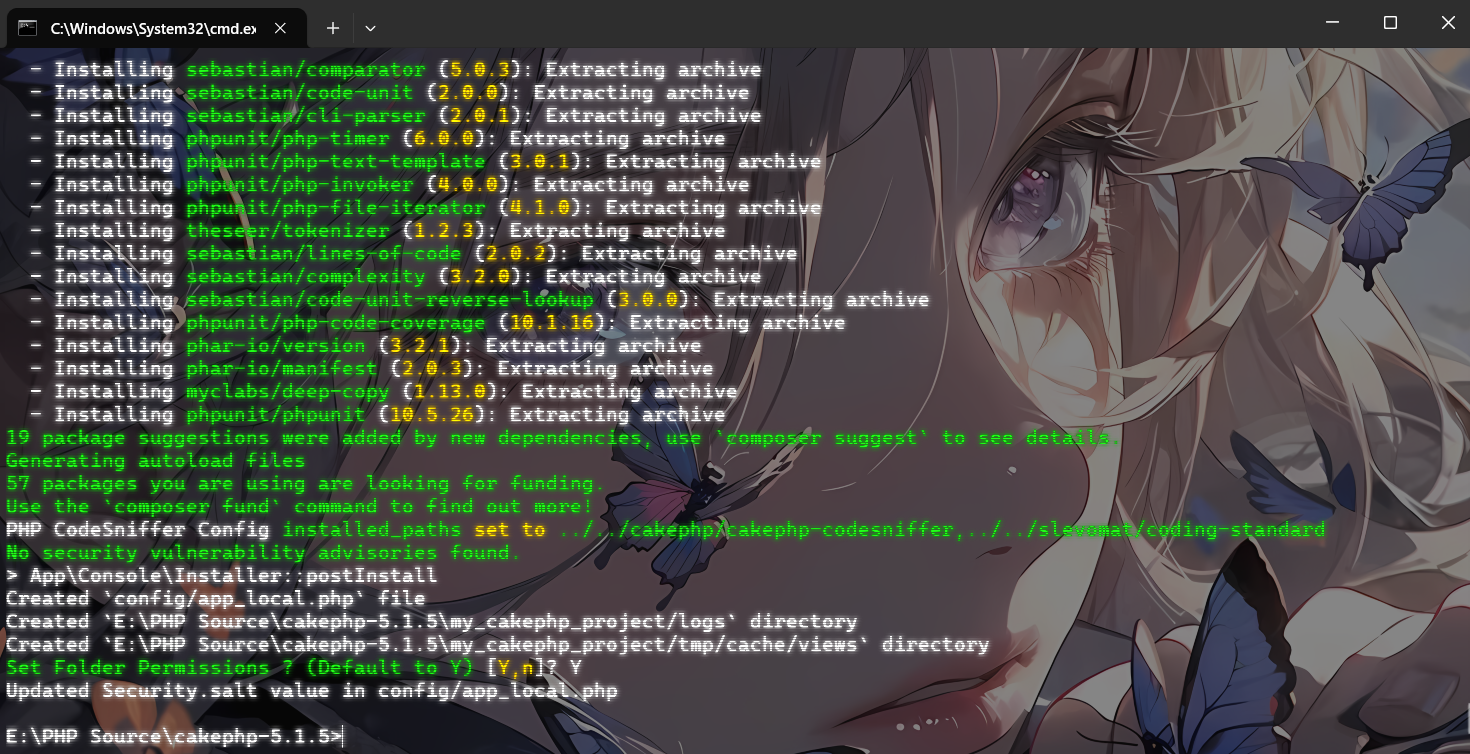 C:\Windows\System32\cmd.ex
- Installing sebastian/comparator (5.0.3): Extracting archive
- Installing sebastian/code-unit (2.0.0): Extracting archive
- Installing sebastian/cli-parser (2.0.1): Extracting archive
- Installing phpunit/php-timer (6.0.0): Extracting archive
- Installing phpunit/php-text-template (3.0.1): Extracting archive
- Installing phpunit/php-invoker (4.0.0): Extracting archive
- Installing phpunit/php-file-iterator (4.1.0): Extracting archive
- Installing theseer/tokenizer (1.2.3): Extracting archive
- Installing sebastian/lines-of-code (2.0.2): Extracting archive
- Installing sebastian/complexity (3.2.0): Extracting archive
- Installing sebastian/code-unit-reverse-lookup (3.0.0): Extracting archive
- Installing phpunit/php-code-coverage (10.1.16): Extracting archive
- Installing phar-io/version (3.2.1): Extracting archive
- Installing phar-io/manifest (2.0.3): Extracting archive
- Installing myclabs/deep-copy (1.13.0): Extracting archive
- Installing phpunit/phpunit (10.5.26): Extracting archive
19 package suggestions were added by new dependencies, use `composer suggest` to see details.
Generating autoload files
57 packages you are using are looking for funding.
Use the `composer fund` command to find out more!
PHP CodeSniffer Config installed_paths set to ../../cakephp/cakephp-codesniffer,../../slevomat/coding-standard
No security vulnerability advisories found.
> App\Console\Installer::postInstall
Created `config/app_local.php` file
Created `E:\PHP Source\cakephp-5.1.5\my_cakephp_project/logs` directory
Created `E:\PHP Source\cakephp-5.1.5\my_cakephp_project/tmp/cache/views` directory
Set Folder Permissions ? (Default to Y) [Y,n]? Y
Updated Security.salt value in config/app_local.php
E:\PHP Source\cakephp-5.1.5>